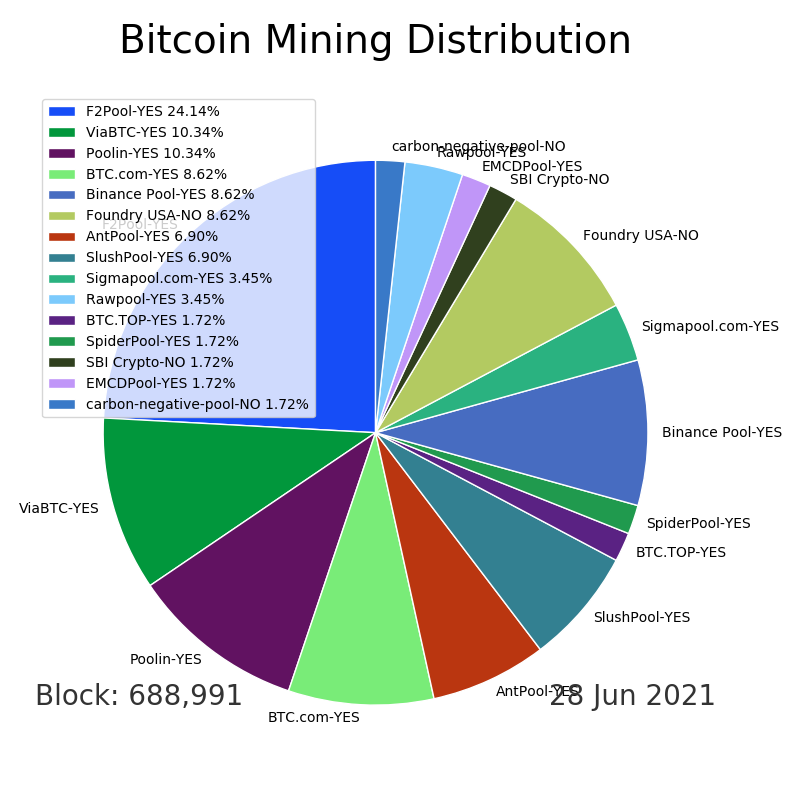 Bitcoin Mining Distribution
F2Pool-YES 24.14%
ViaBTC-YES 10.34%
Poolin-YES 10.34%
BTC.com-YES 8.62%
Binance Pool-YES 8.62%
Foundry USA-NO 8.62%
AntPool-YES 6.90%
SlushPool-YES 6.90%
Sigmapool.com-YES 3.45%
Rawpool-YES 3.45%
BTC.TOP-YES 1.72%
SpiderPool-YES 1.72%
SBI Crypto-NO 1.72%
EMCDPool-YES 1.72%
carbon-negative-pool-NO 1.72%
carbon-negative-pool-NO
Rawpool-YES
EMCDPool-YES
SBI Crypto-NO
F2Pool-YES
Foundry USA-NO
Sigmapool.com-YES
Binance Pool-YES
ViaBTC-YES
SpiderPool-YES
BTC.TOP-YES
SlushPool-YES
Poolin-YES
AntPool-YES
BTC.com-YES
Block: 688,991
28 Jun 2021